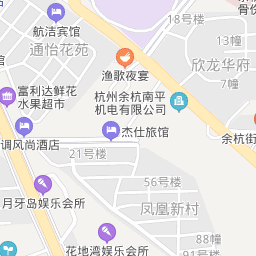 航洁宾馆
18号楼
通怡花苑
13幢
渔歌夜宴
欣龙华府
富利达鲜花
水果超市
杭州余杭南平
机电有限公司
杰仕旅馆
余杭街
调风尚酒店
21号楼
56号楼
月牙岛娱乐会所
凤凰新村
88幢
花地湾娱乐会所
91号楼